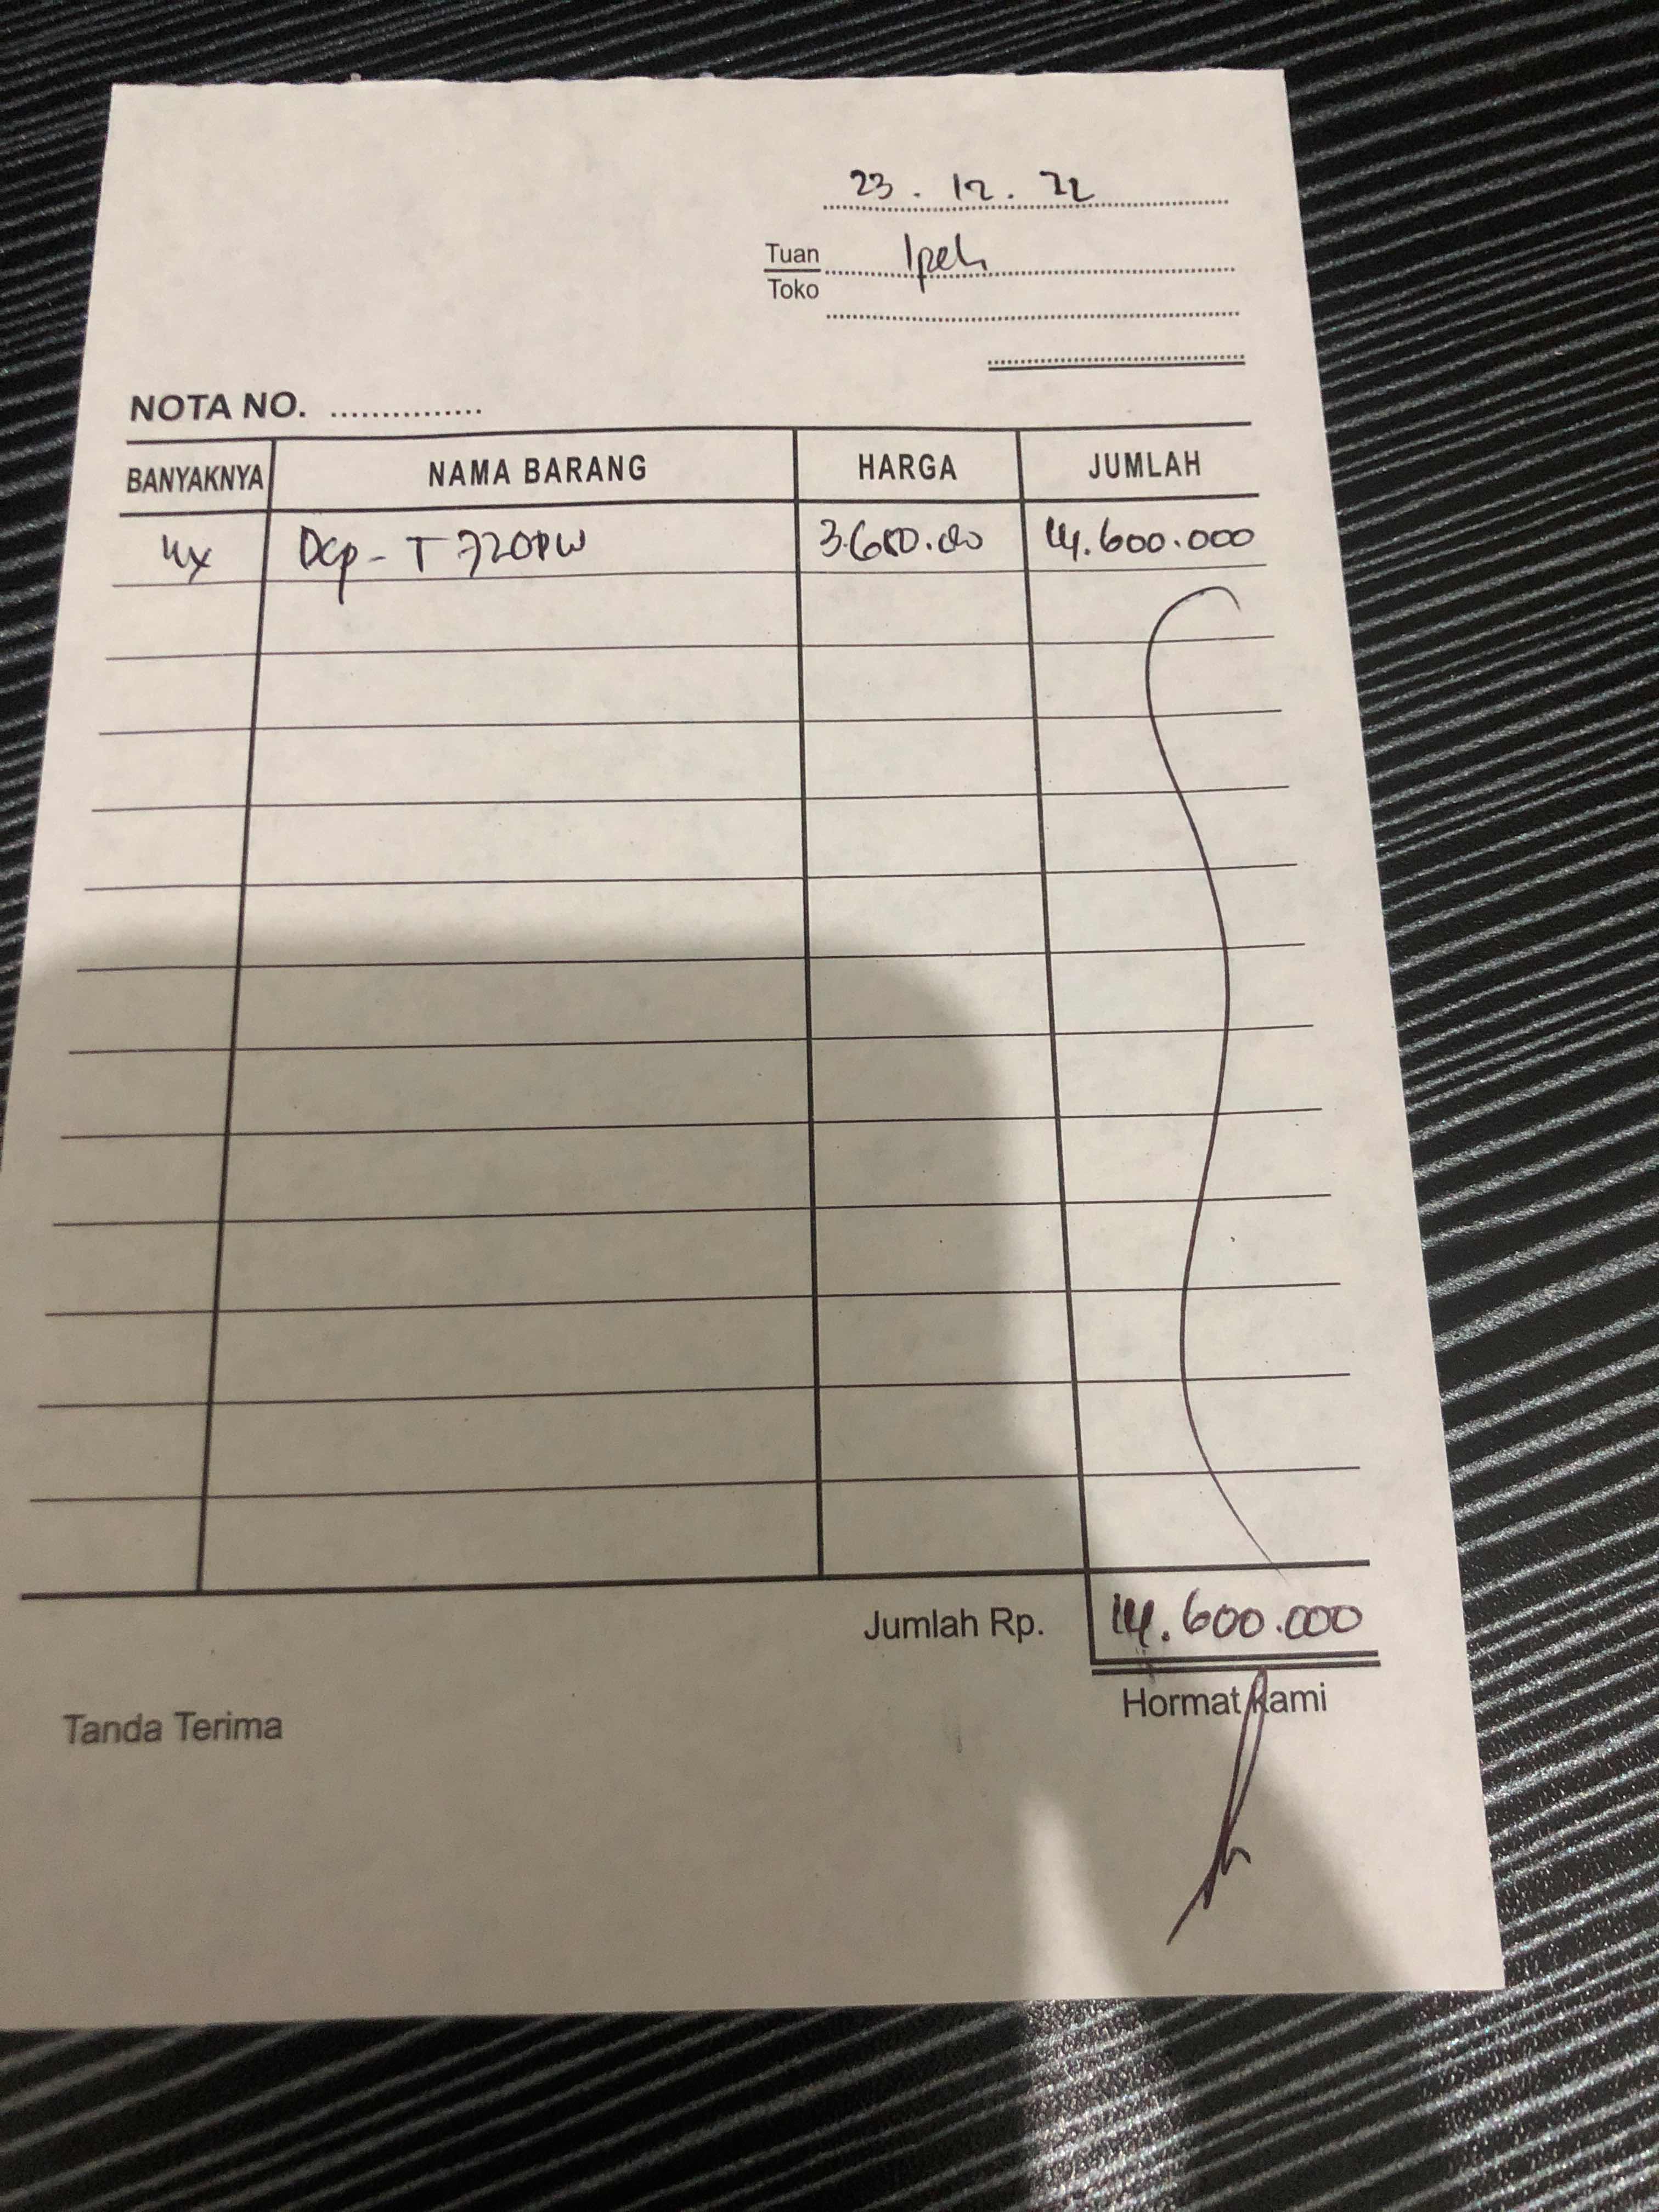 23 . 12 . 22
Tuan Ipeh
Toko
NOTA NO. ...............
BANYAKNYA NAMA BARANG HARGA JUMLAH
4x Dcp - T720DW 3.650.000 14.600.000
Jumlah Rp. 14.600.000
Tanda Terima Hormat Kami